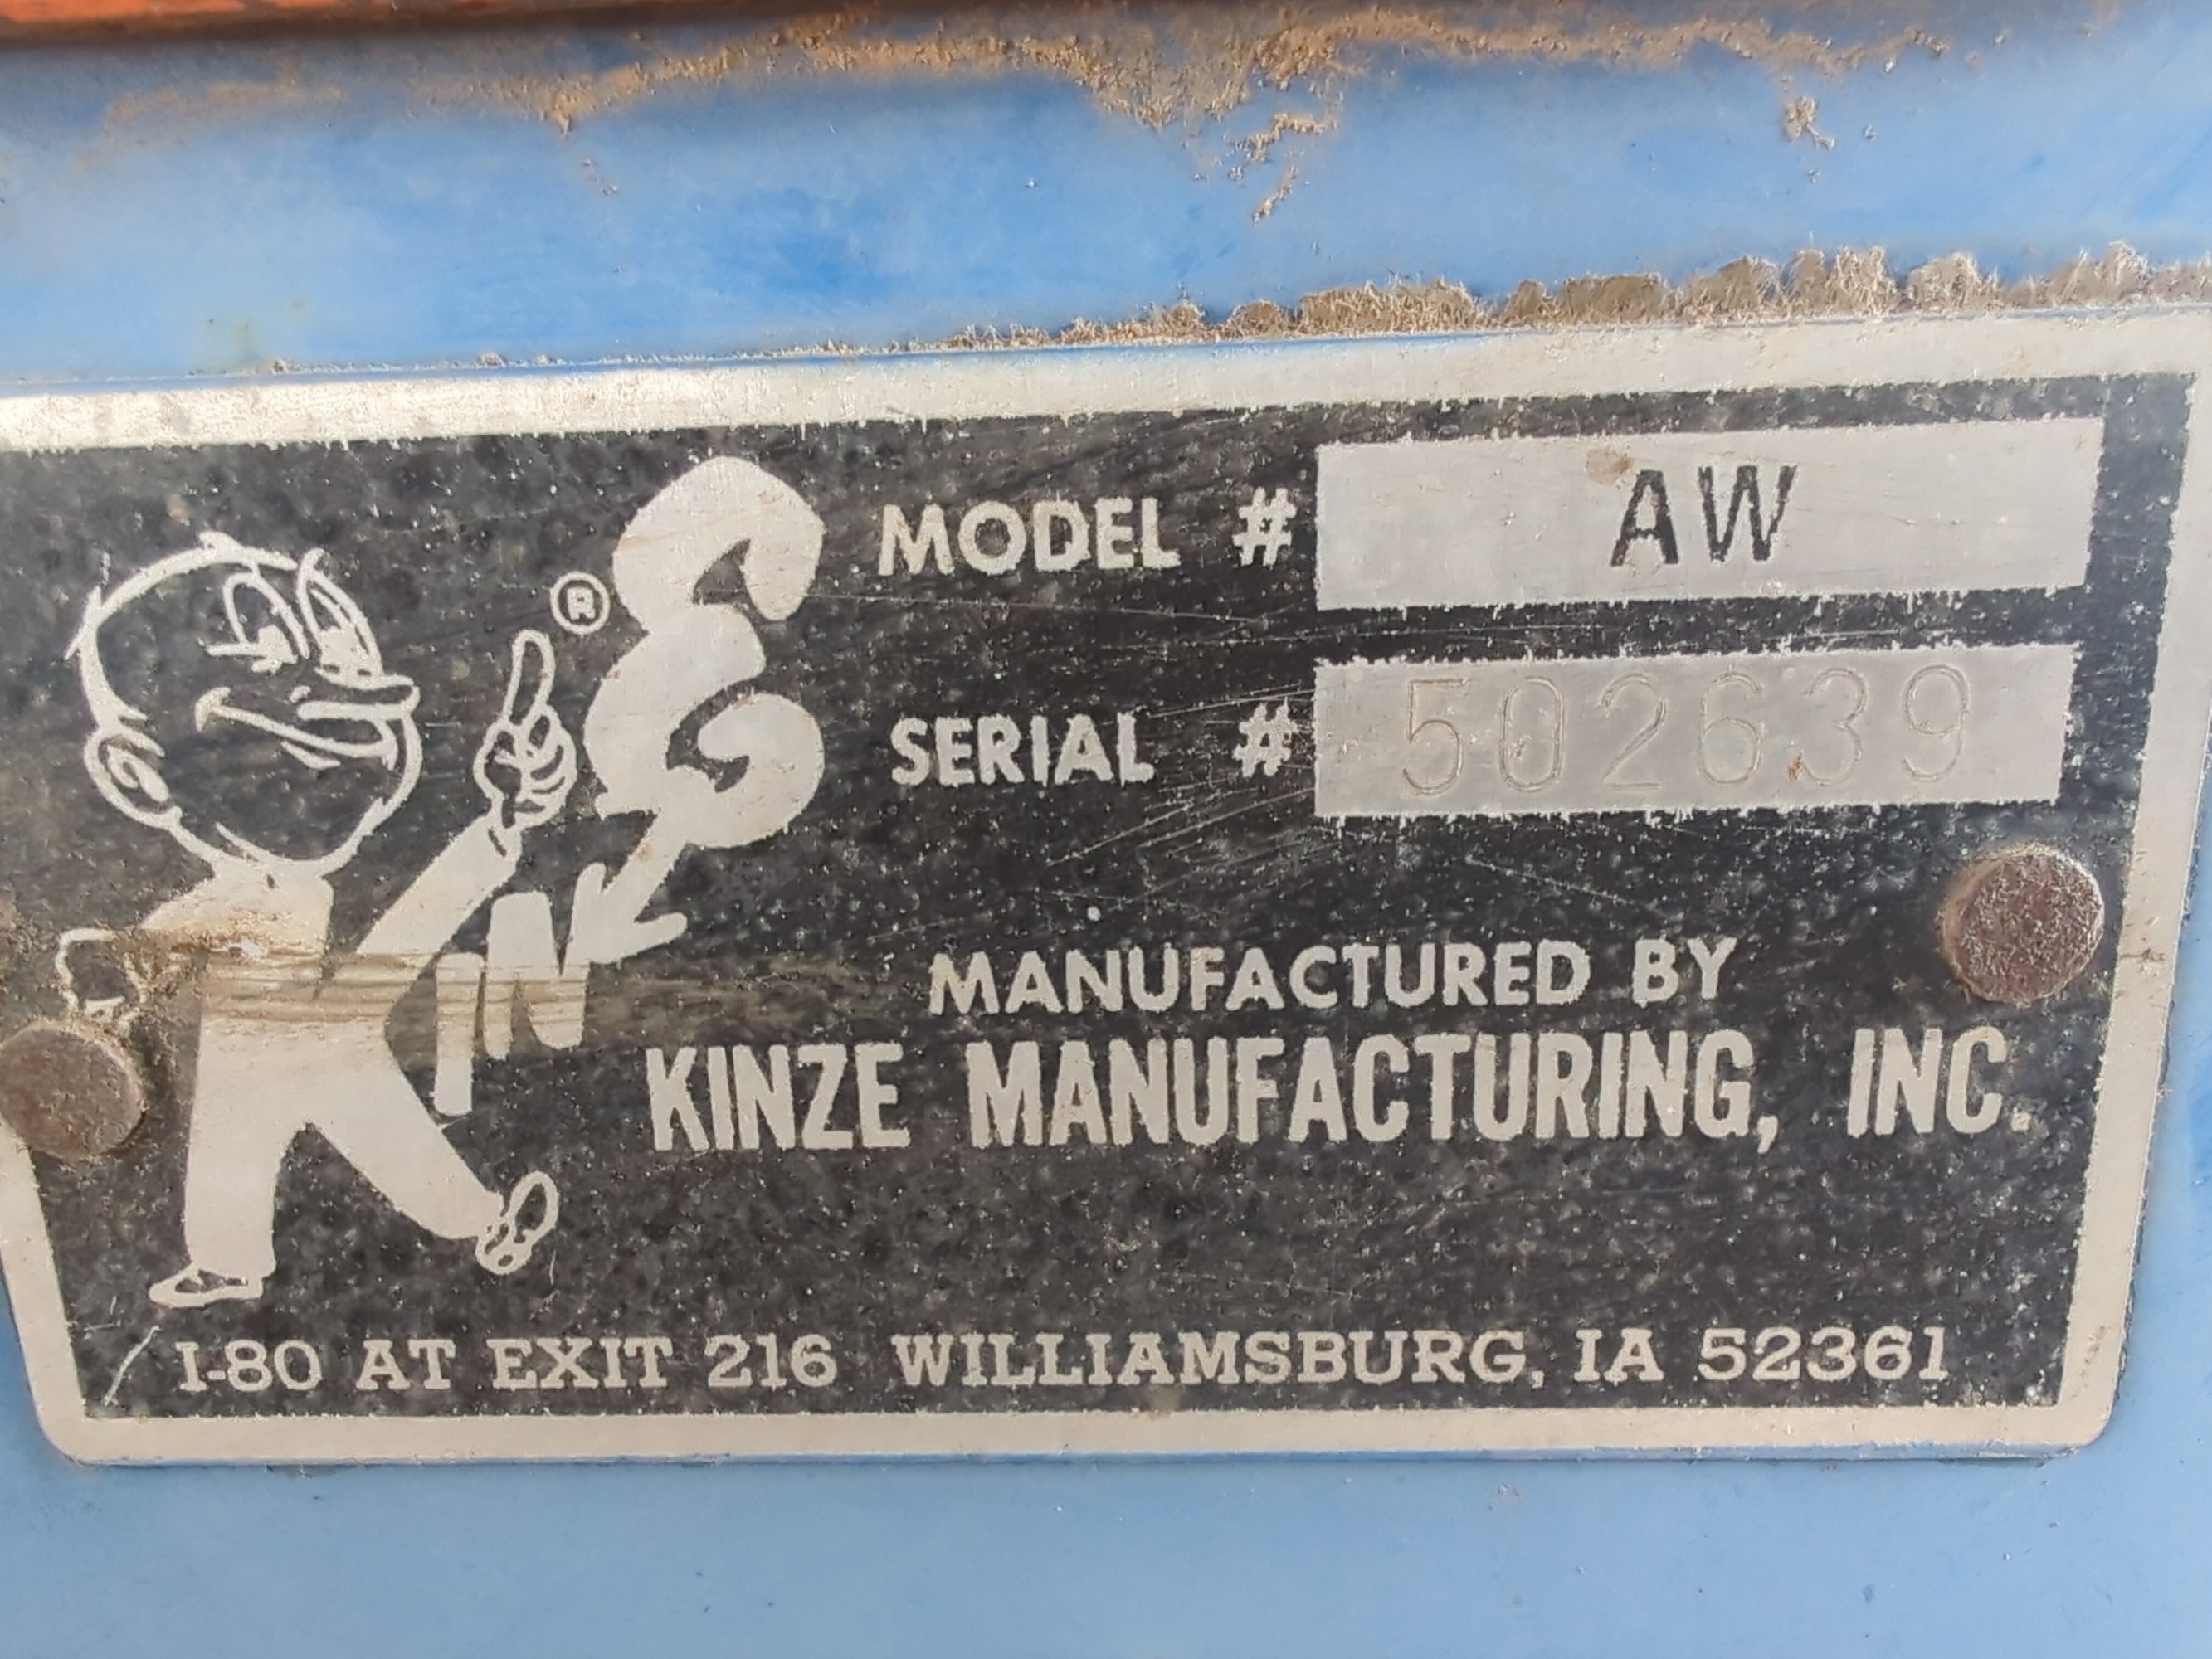 KINZE ®
MODEL # AW
SERIAL # 502639
MANUFACTURED BY
KINZE MANUFACTURING, INC.
I-80 AT EXIT 216 WILLIAMSBURG, IA 52361